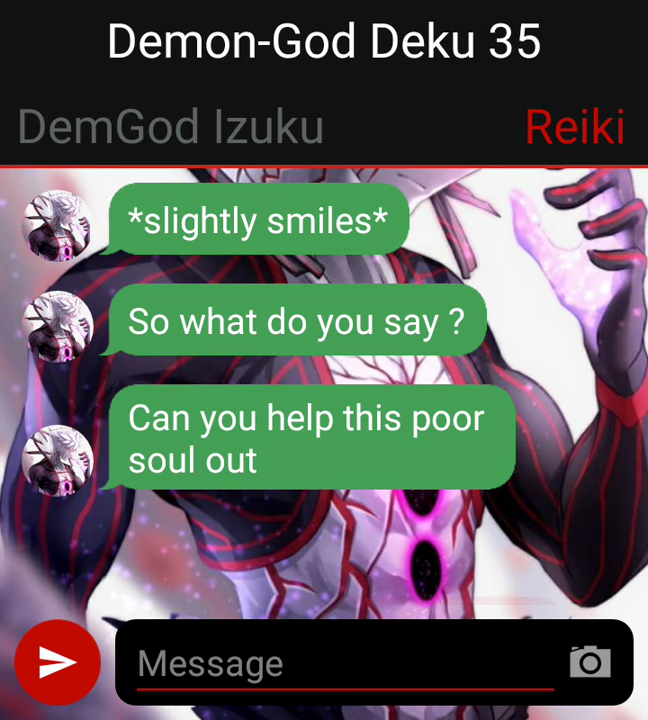 Demon-God Deku 35
DemGod Izuku
Reiki
*slightly smiles*
So what do you say ?
Can you help this poor
soul out
Message